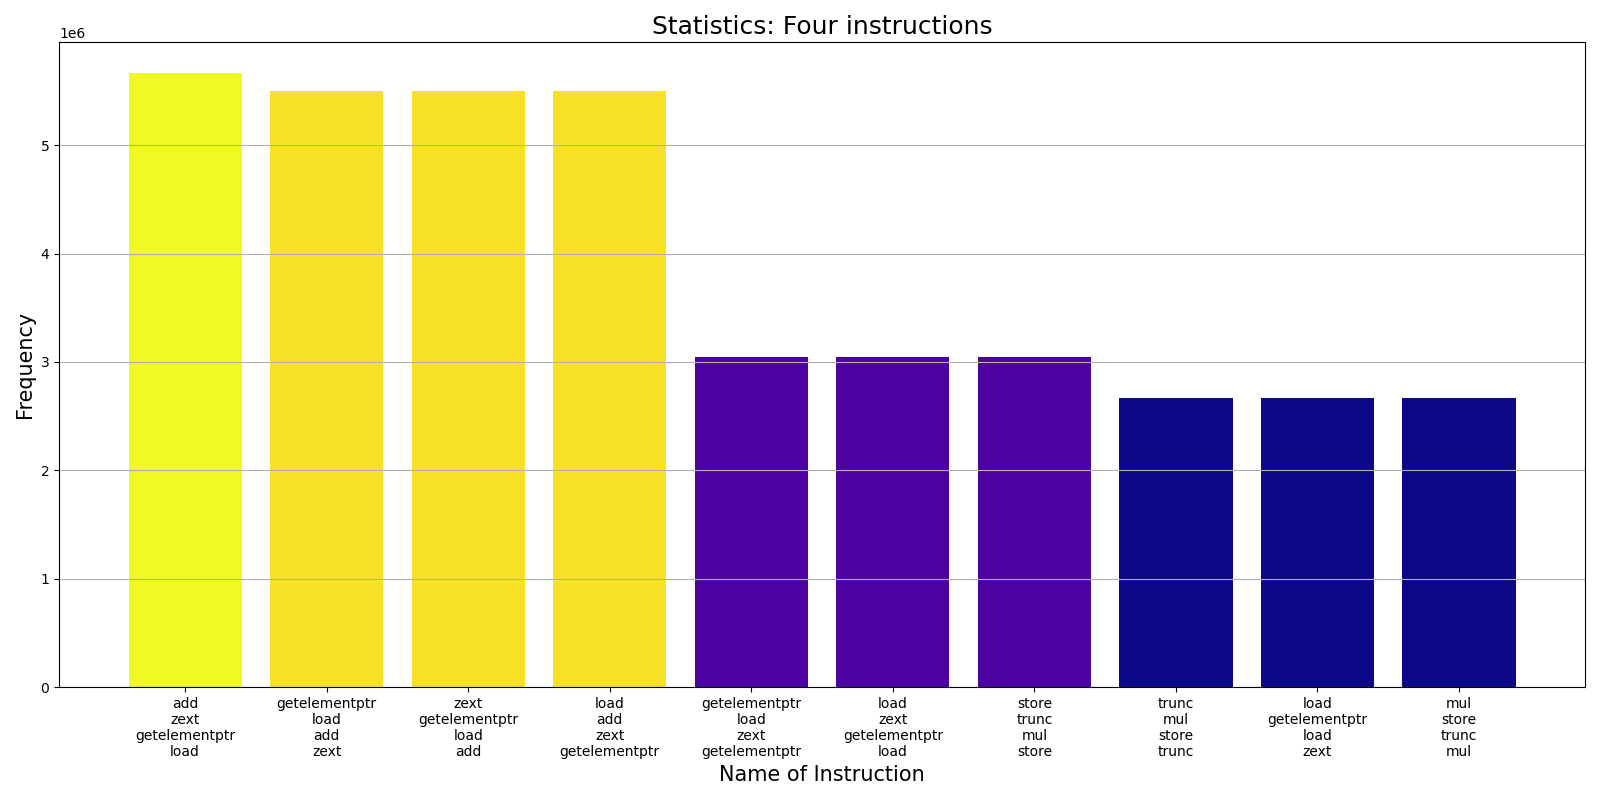 Statistics: Four instructions
1e6
5
4
3
2
1
0
Frequency
add
zext
getelementptr
load
getelementptr
load
add
zext
zext
getelementptr
load
add
load
add
zext
getelementptr
getelementptr
load
zext
getelementptr
load
zext
getelementptr
load
store
trunc
mul
store
trunc
mul
store
trunc
load
getelementptr
load
zext
mul
store
trunc
mul
Name of Instruction